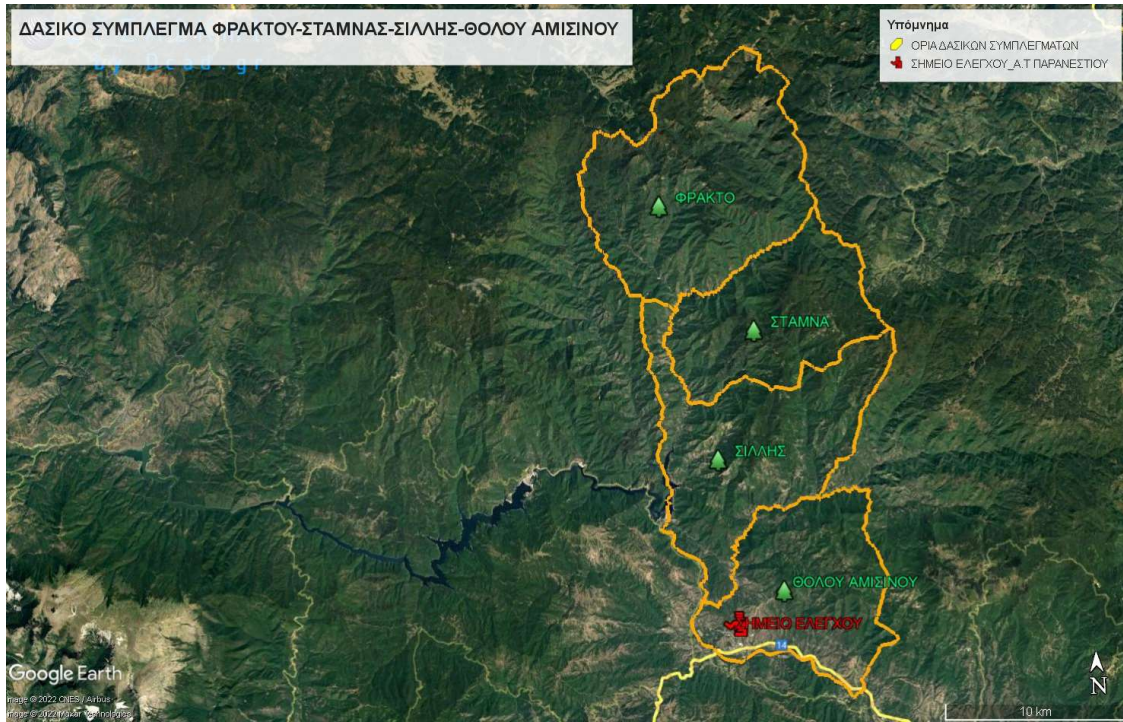 ΔΑΣΙΚΟ ΣΥΜΠΛΕΓΜΑ ΦΡΑΚΤΟΥ-ΣΤΑΜΝΑΣ-ΣΙΛΛΗΣ-ΘΟΛΟΥ ΑΜΙΣΙΝΟΥ
Υπόμνημα
ΟΡΙΑ ΔΑΣΙΚΩΝ ΣΥΜΠΛΕΓΜΑΤΩΝ
ΣΗΜΕΙΟ ΕΛΕΓΧΟΥ_Α.Τ ΠΑΡΑΝΕΣΤΙΟΥ
ΦΡΑΚΤΟ
ΣΤΑΜΝΑ
ΣΙΛΛΗΣ
ΘΟΛΟΥ ΑΜΙΣΙΝΟΥ
ΗΜΕΙΟ ΕΛΕΓΧΟΥ
14
Google Earth
Image © 2022 CNES / Airbus
Image © 2022 Maxar Technologies
N
10 km